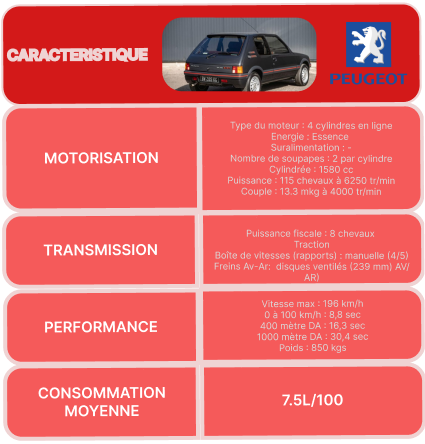 CARACTERISTIQUE
PEUGEOT
MOTORISATION
Type du moteur : 4 cylindres en ligne
Energie : Essence
Suralimentation : -
Nombre de soupapes : 2 par cylindre
Cylindrée : 1580 cc
Puissance : 115 chevaux à 6250 tr/min
Couple : 13.3 mkg à 4000 tr/min
TRANSMISSION
Puissance fiscale : 8 chevaux
Traction
Boîte de vitesses (rapports) : manuelle (4/5)
Freins Av-Ar: disques ventilés (239 mm) AV/
AR)
PERFORMANCE
Vitesse max : 196 km/h
0 à 100 km/h : 8,8 sec
400 mètre DA : 16,3 sec
1000 mètre DA : 30,4 sec
Poids : 850 kgs
CONSOMMATION
MOYENNE
7.5L/100